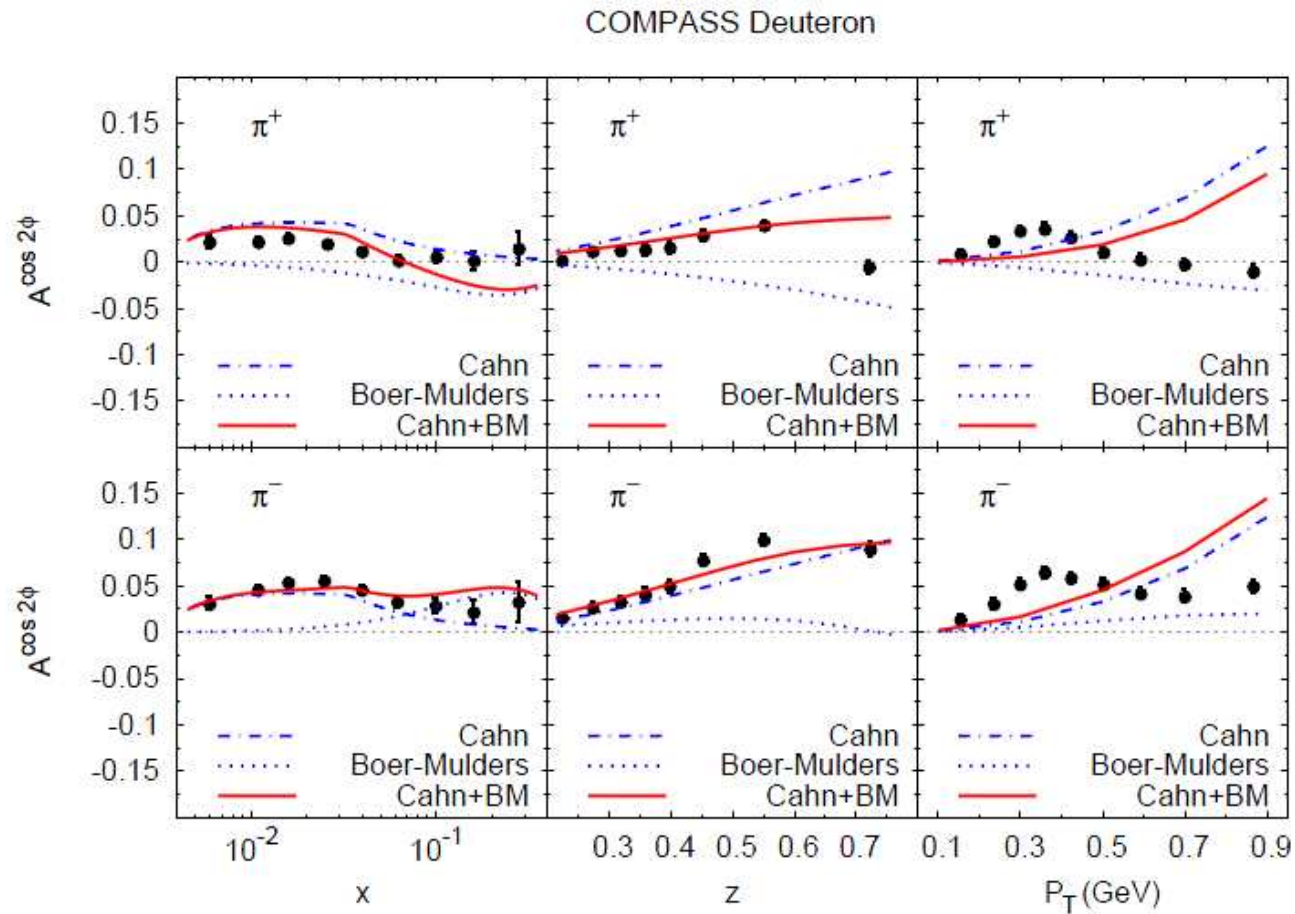 COMPASS Deuteron
A^cos 2ϕ
0.15
0.1
0.05
0
-0.05
-0.1
-0.15
π⁺
Cahn
Boer-Mulders
Cahn+BM
π⁺
Cahn
Boer-Mulders
Cahn+BM
π⁺
Cahn
Boer-Mulders
Cahn+BM
A^cos 2ϕ
0.15
0.1
0.05
0
-0.05
-0.1
-0.15
π⁻
Cahn
Boer-Mulders
Cahn+BM
π⁻
Cahn
Boer-Mulders
Cahn+BM
π⁻
Cahn
Boer-Mulders
Cahn+BM
10⁻² 10⁻¹
x
0.3 0.4 0.5 0.6 0.7
z
0.1 0.3 0.5 0.7 0.9
P_T (GeV)